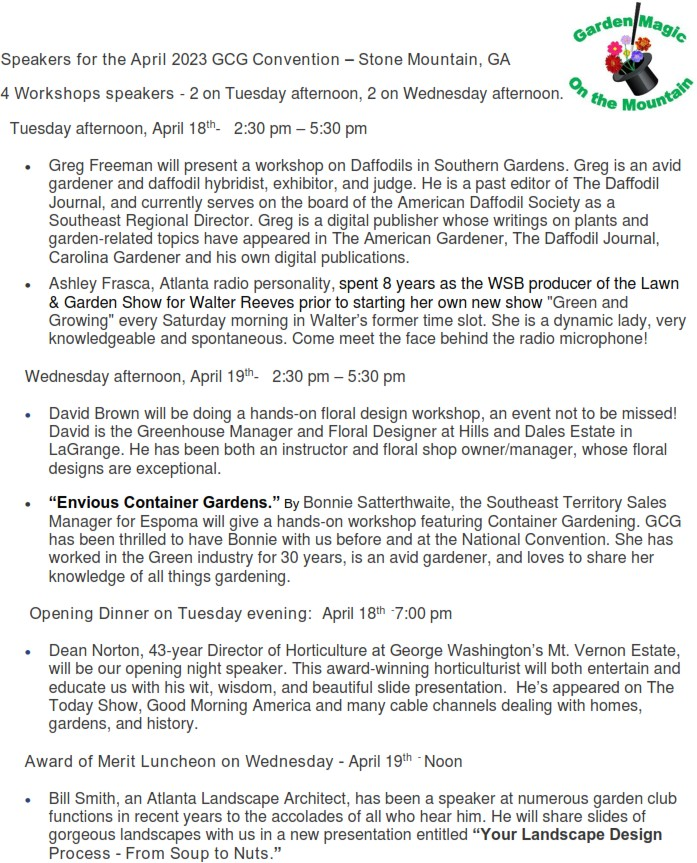 Garden Magic
On the Mountain
Speakers for the April 2023 GCG Convention – Stone Mountain, GA
4 Workshops speakers - 2 on Tuesday afternoon, 2 on Wednesday afternoon.
Tuesday afternoon, April 18th- 2:30 pm – 5:30 pm
• Greg Freeman will present a workshop on Daffodils in Southern Gardens. Greg is an avid
gardener and daffodil hybridist, exhibitor, and judge. He is a past editor of The Daffodil
Journal, and currently serves on the board of the American Daffodil Society as a
Southeast Regional Director. Greg is a digital publisher whose writings on plants and
garden-related topics have appeared in The American Gardener, The Daffodil Journal,
Carolina Gardener and his own digital publications.
• Ashley Frasca, Atlanta radio personality, spent 8 years as the WSB producer of the Lawn
& Garden Show for Walter Reeves prior to starting her own new show "Green and
Growing" every Saturday morning in Walter’s former time slot. She is a dynamic lady, very
knowledgeable and spontaneous. Come meet the face behind the radio microphone!
Wednesday afternoon, April 19th- 2:30 pm – 5:30 pm
• David Brown will be doing a hands-on floral design workshop, an event not to be missed!
David is the Greenhouse Manager and Floral Designer at Hills and Dales Estate in
LaGrange. He has been both an instructor and floral shop owner/manager, whose floral
designs are exceptional.
• “Envious Container Gardens.” By Bonnie Satterthwaite, the Southeast Territory Sales
Manager for Espoma will give a hands-on workshop featuring Container Gardening. GCG
has been thrilled to have Bonnie with us before and at the National Convention. She has
worked in the Green industry for 30 years, is an avid gardener, and loves to share her
knowledge of all things gardening.
Opening Dinner on Tuesday evening: April 18th -7:00 pm
• Dean Norton, 43-year Director of Horticulture at George Washington’s Mt. Vernon Estate,
will be our opening night speaker. This award-winning horticulturist will both entertain and
educate us with his wit, wisdom, and beautiful slide presentation. He’s appeared on The
Today Show, Good Morning America and many cable channels dealing with homes,
gardens, and history.
Award of Merit Luncheon on Wednesday - April 19th - Noon
• Bill Smith, an Atlanta Landscape Architect, has been a speaker at numerous garden club
functions in recent years to the accolades of all who hear him. He will share slides of
gorgeous landscapes with us in a new presentation entitled “Your Landscape Design
Process - From Soup to Nuts.”